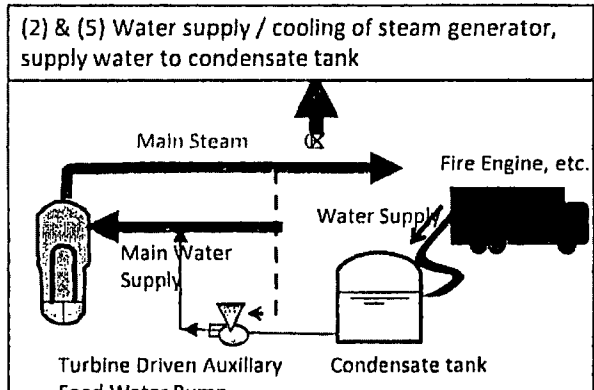 (2) & (5) Water supply / cooling of steam generator,
supply water to condensate tank
Main Steam
Fire Engine, etc.
Water Supply
Main Water
Supply
Turbine Driven Auxiliary
Condensate tank
Feed Water Pump